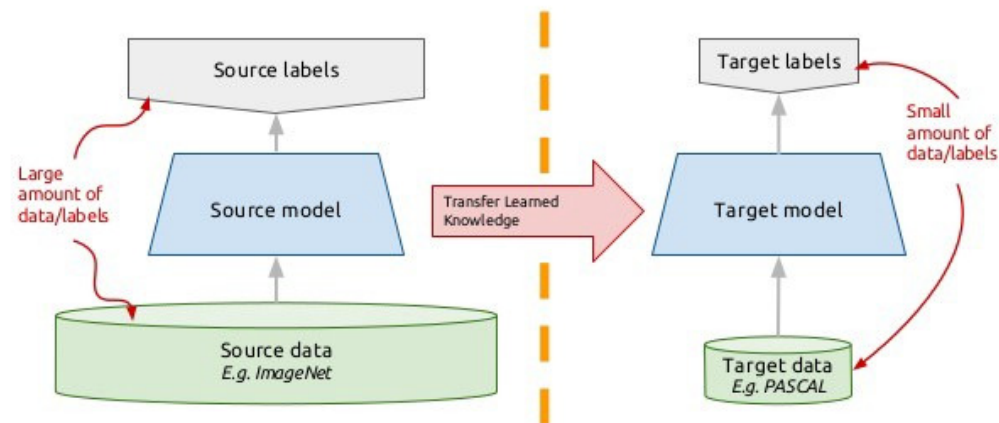 Source labels
Large
amount of
data/labels
Source model
Source data
E.g. ImageNet
Transfer Learned
Knowledge
Target labels
Small
amount of
data/labels
Target model
Target data
E.g. PASCAL